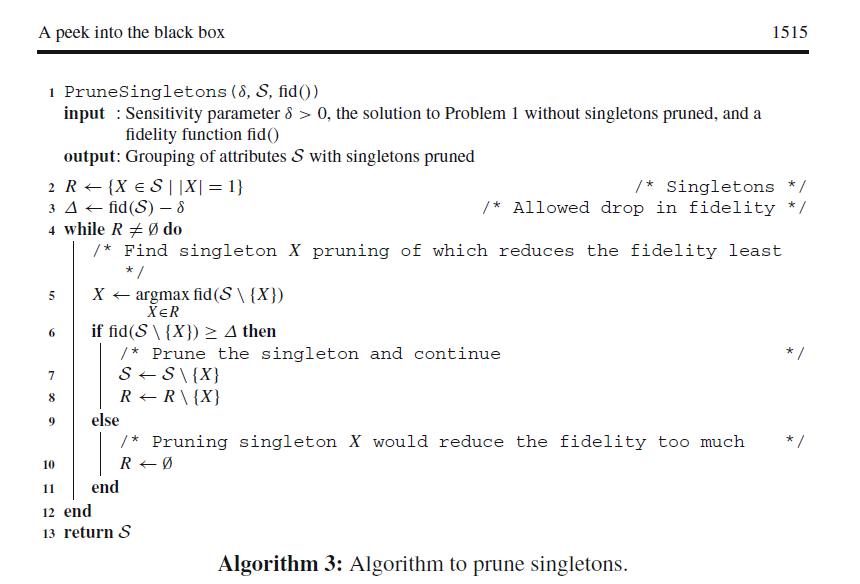 A peek into the black box 1515
1 PruneSingletons(δ, 𝒮, fid())
input : Sensitivity parameter δ > 0, the solution to Problem 1 without singletons pruned, and a
fidelity function fid()
output: Grouping of attributes 𝒮 with singletons pruned
2 R ← {X ∈ 𝒮 | |X| = 1} /* Singletons */
3 Δ ← fid(𝒮) − δ /* Allowed drop in fidelity */
4 while R ≠ ∅ do
/* Find singleton X pruning of which reduces the fidelity least
*/
5 X ← argmax fid(𝒮 \ {X})
X∈R
6 if fid(𝒮 \ {X}) ≥ Δ then
/* Prune the singleton and continue */
7 𝒮 ← 𝒮 \ {X}
8 R ← R \ {X}
9 else
/* Pruning singleton X would reduce the fidelity too much */
10 R ← ∅
11 end
12 end
13 return 𝒮
Algorithm 3: Algorithm to prune singletons.